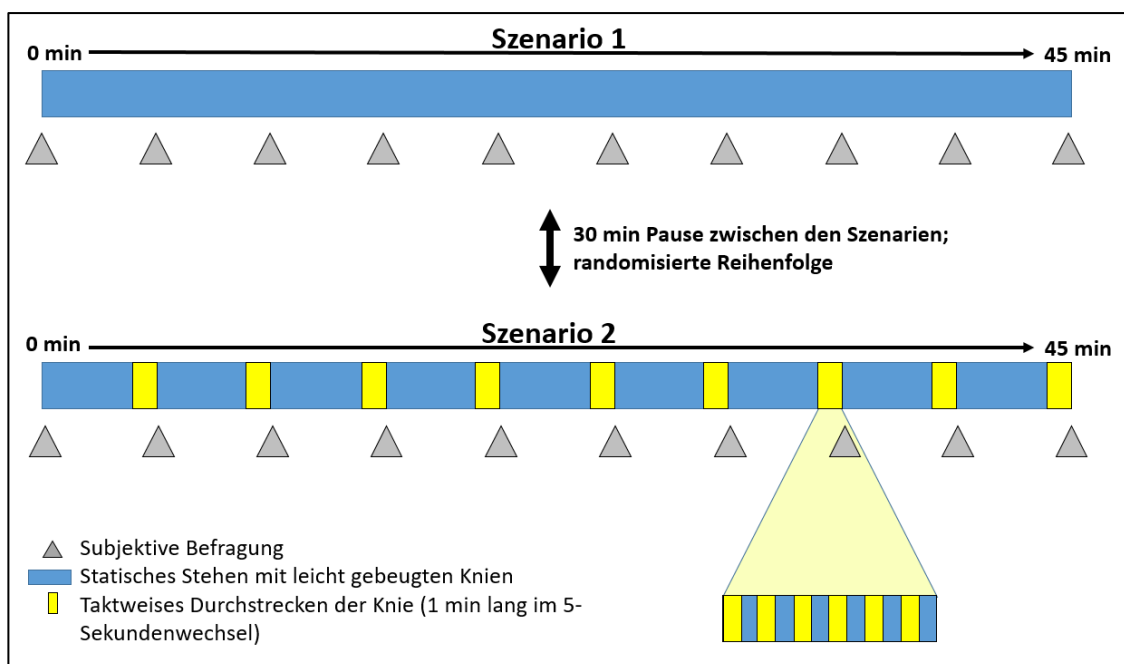 Szenario 1
0 min
45 min
30 min Pause zwischen den Szenarien;
randomisierte Reihenfolge
Szenario 2
0 min
45 min
Subjektive Befragung
Statisches Stehen mit leicht gebeugten Knien
Taktweises Durchstrecken der Knie (1 min lang im 5-
Sekundenwechsel)